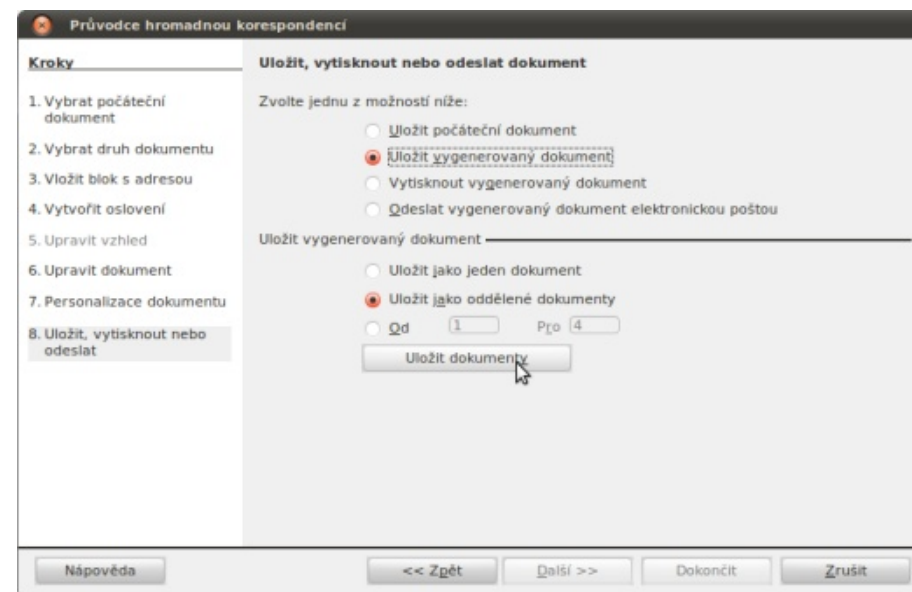 Průvodce hromadnou korespondencí
Kroky
1. Vybrat počáteční
dokument
2. Vybrat druh dokumentu
3. Vložit blok s adresou
4. Vytvořit oslovení
5. Upravit vzhled
6. Upravit dokument
7. Personalizace dokumentu
8. Uložit, vytisknout nebo
odeslat
Uložit, vytisknout nebo odeslat dokument
Zvolte jednu z možností níže:
Uložit počáteční dokument
Uložit vygenerovaný dokument
Vytisknout vygenerovaný dokument
Odeslat vygenerovaný dokument elektronickou poštou
Uložit vygenerovaný dokument
Uložit jako jeden dokument
Uložit jako oddělené dokumenty
Od 1 Pro 4
Uložit dokumenty
Nápověda << Zpět Další >> Dokončit Zrušit